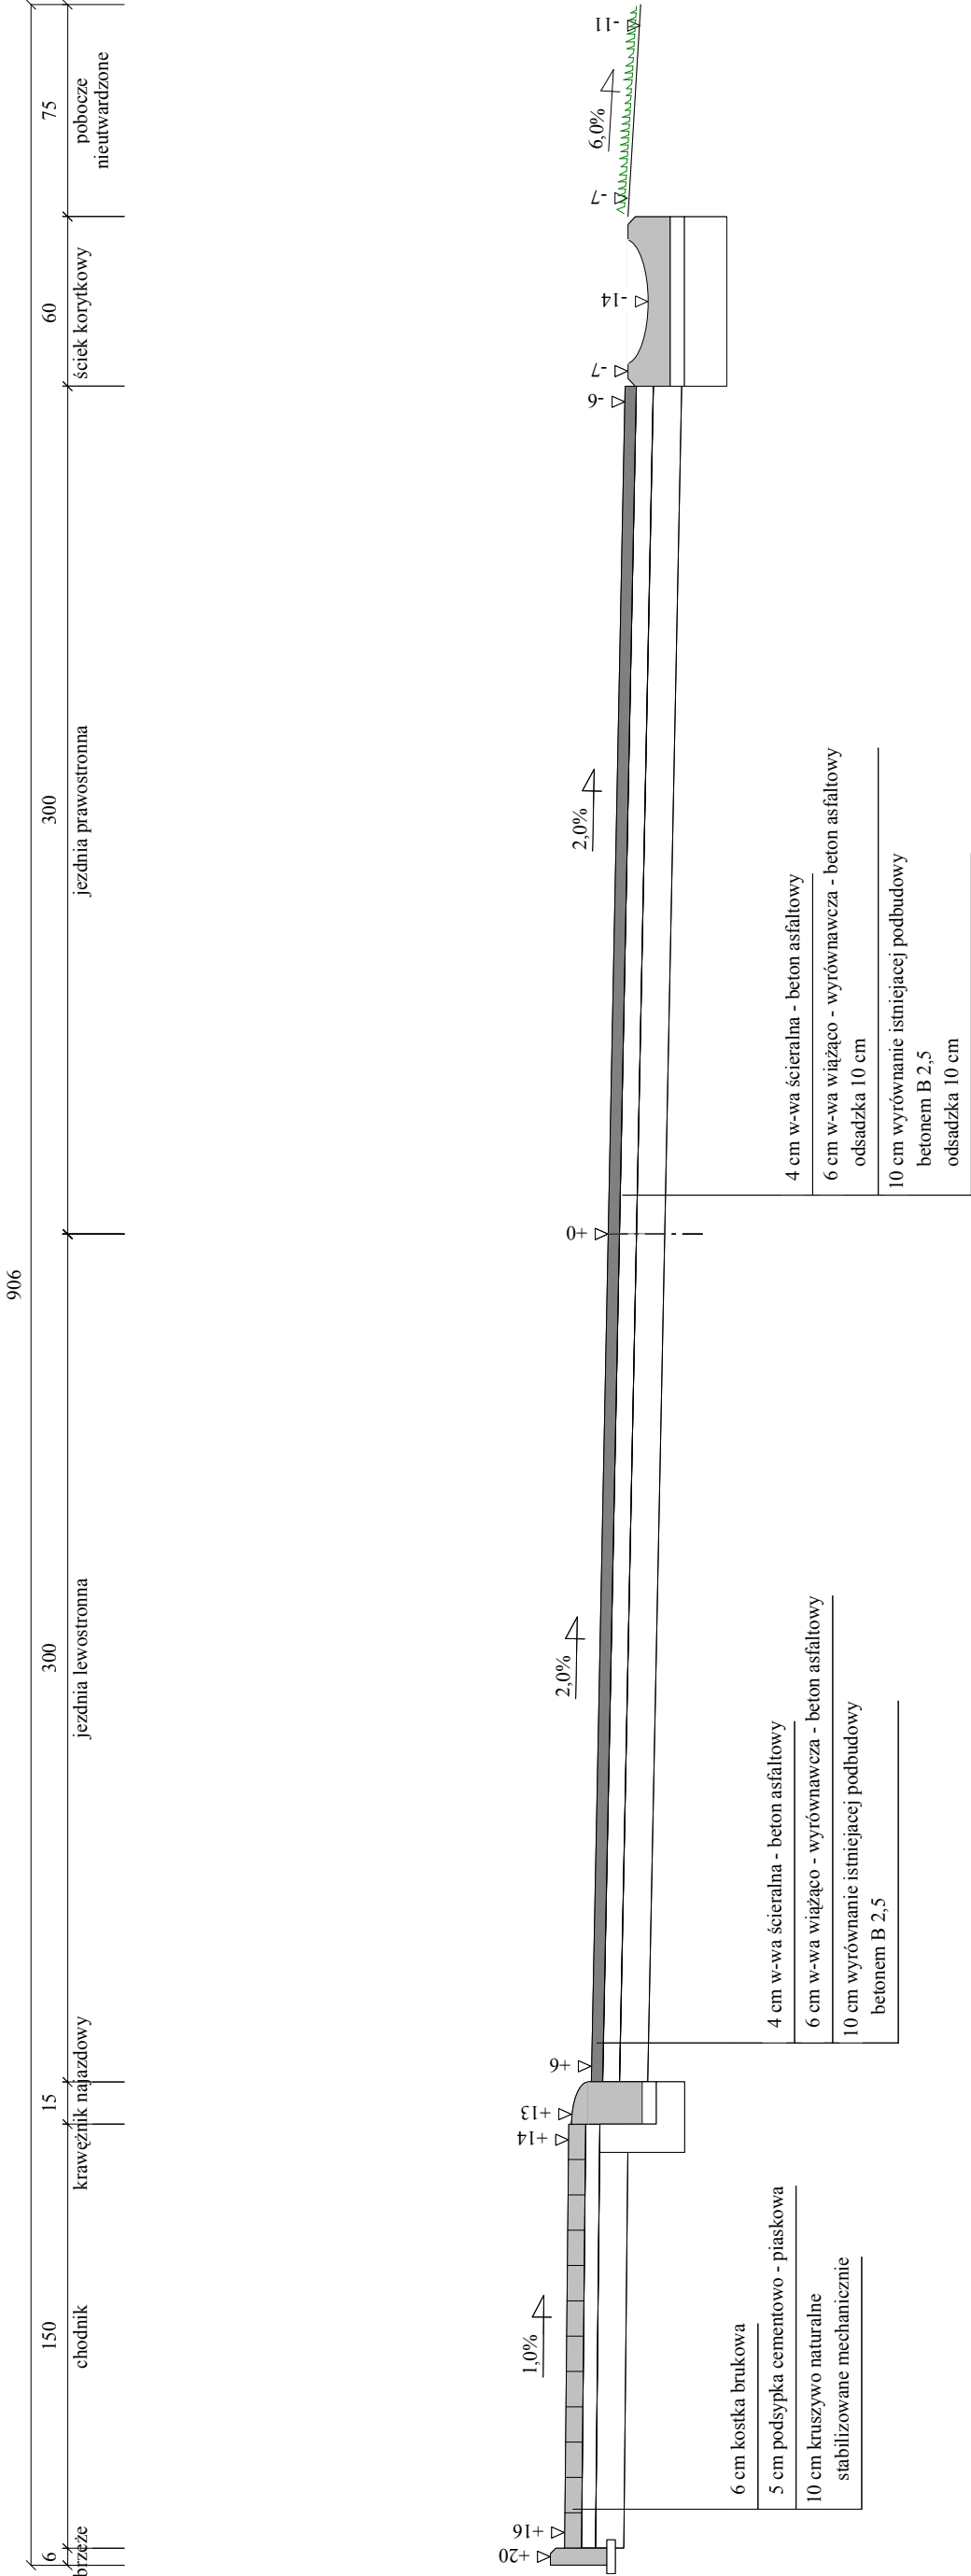 906
6 150 15 300 300 60 75
brzeże chodnik krawężnik najazdowy jezdnia lewostronna jezdnia prawostronna ściek korytkowy pobocze
nieutwardzone
+20
+16
1,0%
+14
+13
+6
2,0%
+0
2,0%
-6
-7
-14
-7
6,0%
-11
6 cm kostka brukowa
5 cm podsypka cementowo - piaskowa
10 cm kruszywo naturalne
stabilizowane mechanicznie
4 cm w-wa ścieralna - beton asfaltowy
6 cm w-wa wiążąco - wyrównawcza - beton asfaltowy
10 cm wyrównanie istniejacej podbudowy
betonem B 2,5
4 cm w-wa ścieralna - beton asfaltowy
6 cm w-wa wiążąco - wyrównawcza - beton asfaltowy
odsadzka 10 cm
10 cm wyrównanie istniejacej podbudowy
betonem B 2,5
odsadzka 10 cm